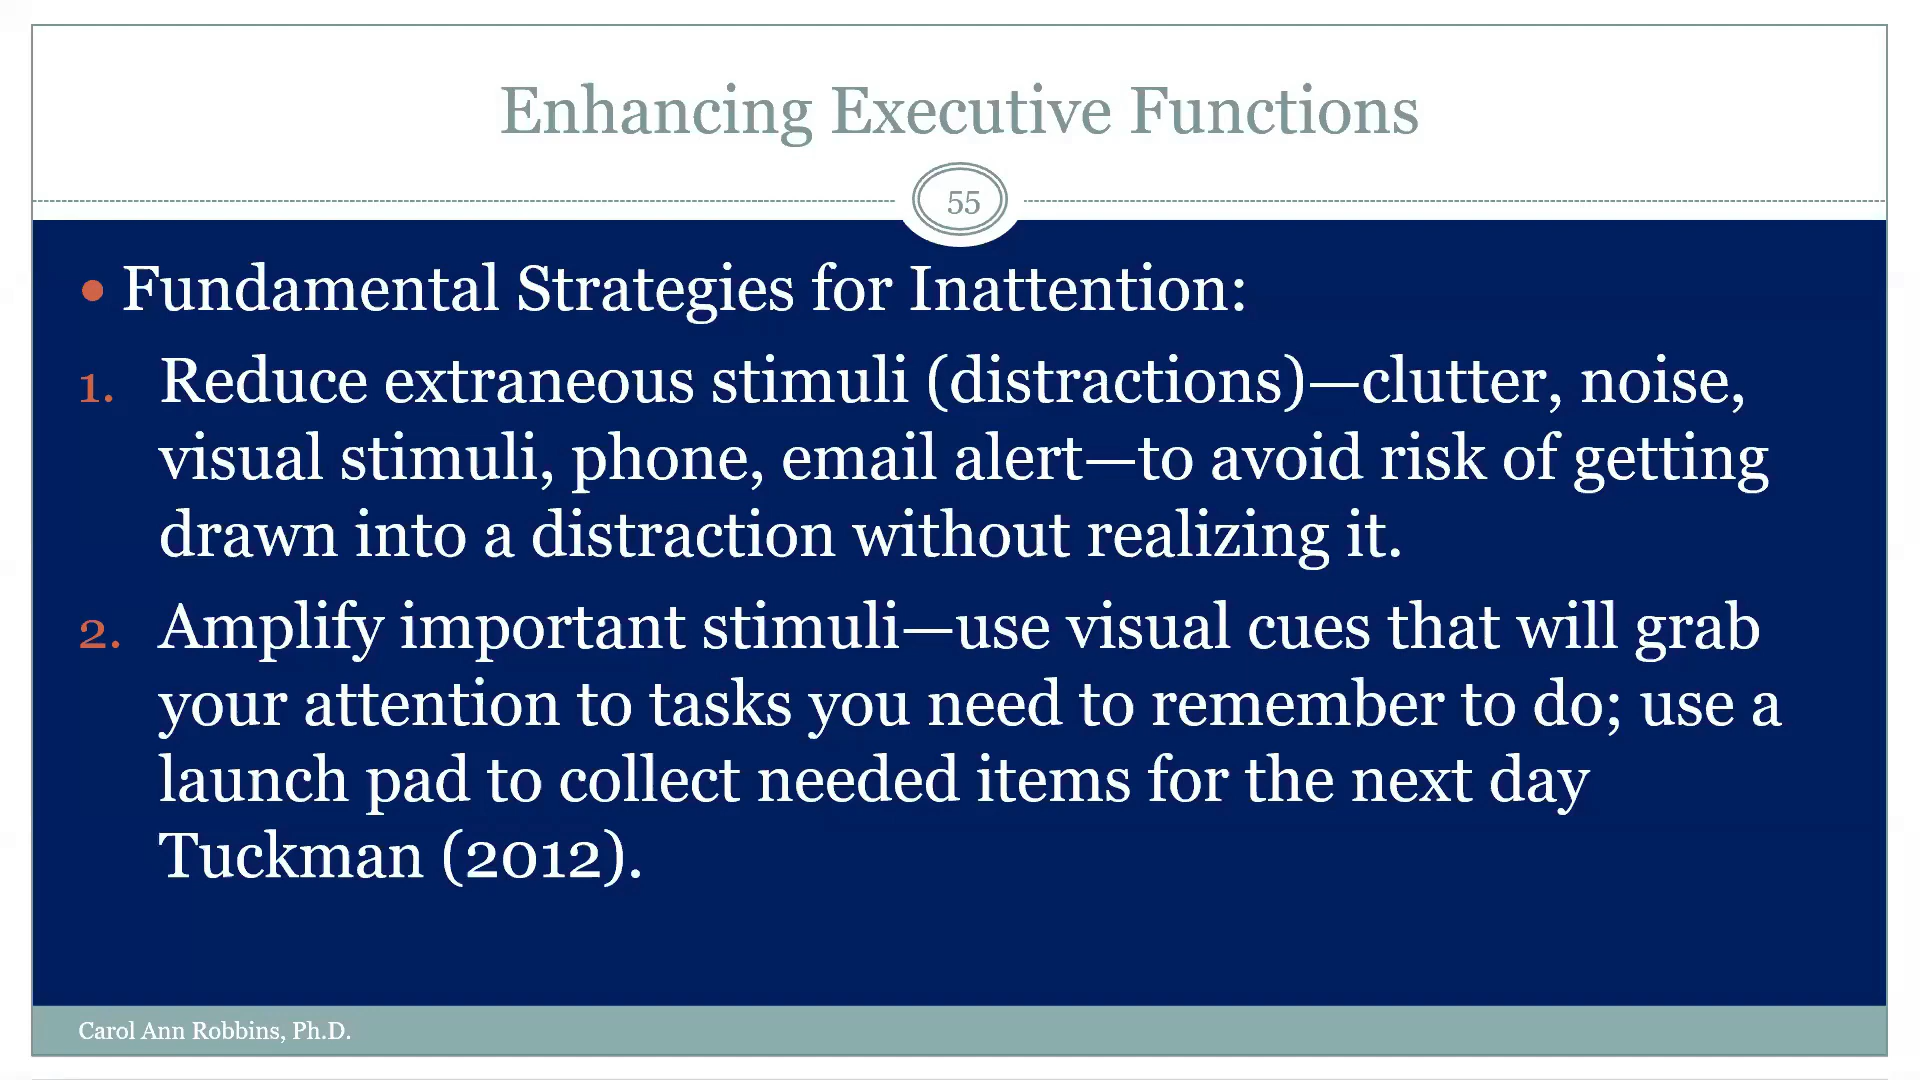 Enhancing Executive Functions
55
• Fundamental Strategies for Inattention:
1. Reduce extraneous stimuli (distractions)—clutter, noise,
visual stimuli, phone, email alert—to avoid risk of getting
drawn into a distraction without realizing it.
2. Amplify important stimuli—use visual cues that will grab
your attention to tasks you need to remember to do; use a
launch pad to collect needed items for the next day
Tuckman (2012).
Carol Ann Robbins, Ph.D.